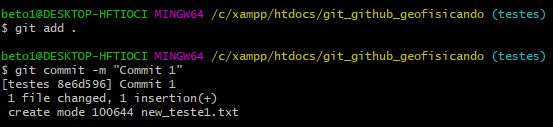 beto1@DESKTOP-HFTIOCI MINGW64 /c/xampp/htdocs/git_github_geofisicando (testes)
$ git add .
beto1@DESKTOP-HFTIOCI MINGW64 /c/xampp/htdocs/git_github_geofisicando (testes)
$ git commit -m "Commit 1"
[testes 8e6d596] Commit 1
 1 file changed, 1 insertion(+)
 create mode 100644 new_teste1.txt